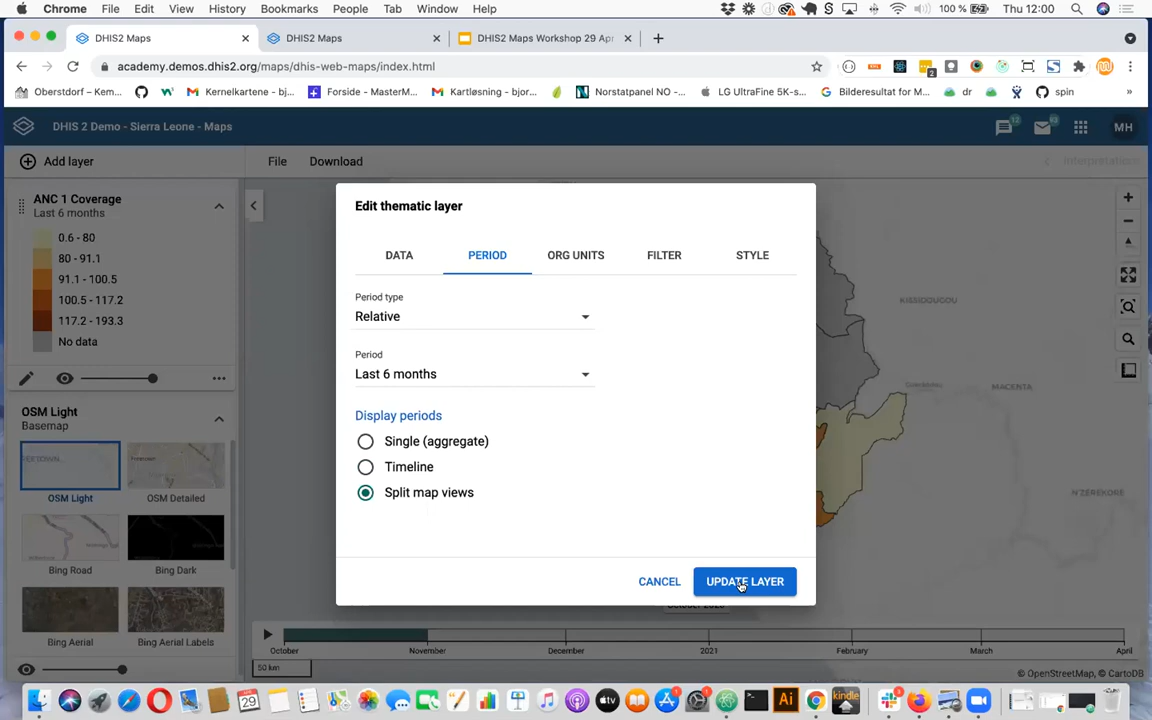 Chrome File Edit View History Bookmarks People Tab Window Help 100 % Thu 12:00
DHIS2 Maps
DHIS2 Maps
DHIS2 Maps Workshop 29 Apr
academy.demos.dhis2.org/maps/dhis-web-maps/index.html
Oberstdorf – Kem... Kernelkartene - bj... Forside - MasterM... Kartløsning - bjor... Norstatpanel NO -... LG UltraFine 5K-s... Bilderesultat for M... dr spin »
DHIS 2 Demo - Sierra Leone - Maps
MH
Add layer
File
Download
Interpretations
ANC 1 Coverage
Last 6 months
0.6 - 80
80 - 91.1
91.1 - 100.5
100.5 - 117.2
117.2 - 193.3
No data
OSM Light
Basemap
OSM Light
OSM Detailed
Bing Road
Bing Dark
Bing Aerial
Bing Aerial Labels
Edit thematic layer
DATA
PERIOD
ORG UNITS
FILTER
STYLE
Period type
Relative
Period
Last 6 months
Display periods
Single (aggregate)
Timeline
Split map views
CANCEL
UPDATE LAYER
KISSIDOUGOU
MACENTA
N'ZEREKORE
October
November
December
2021
February
March
April
50 km
© OpenStreetMap, © CartoDB